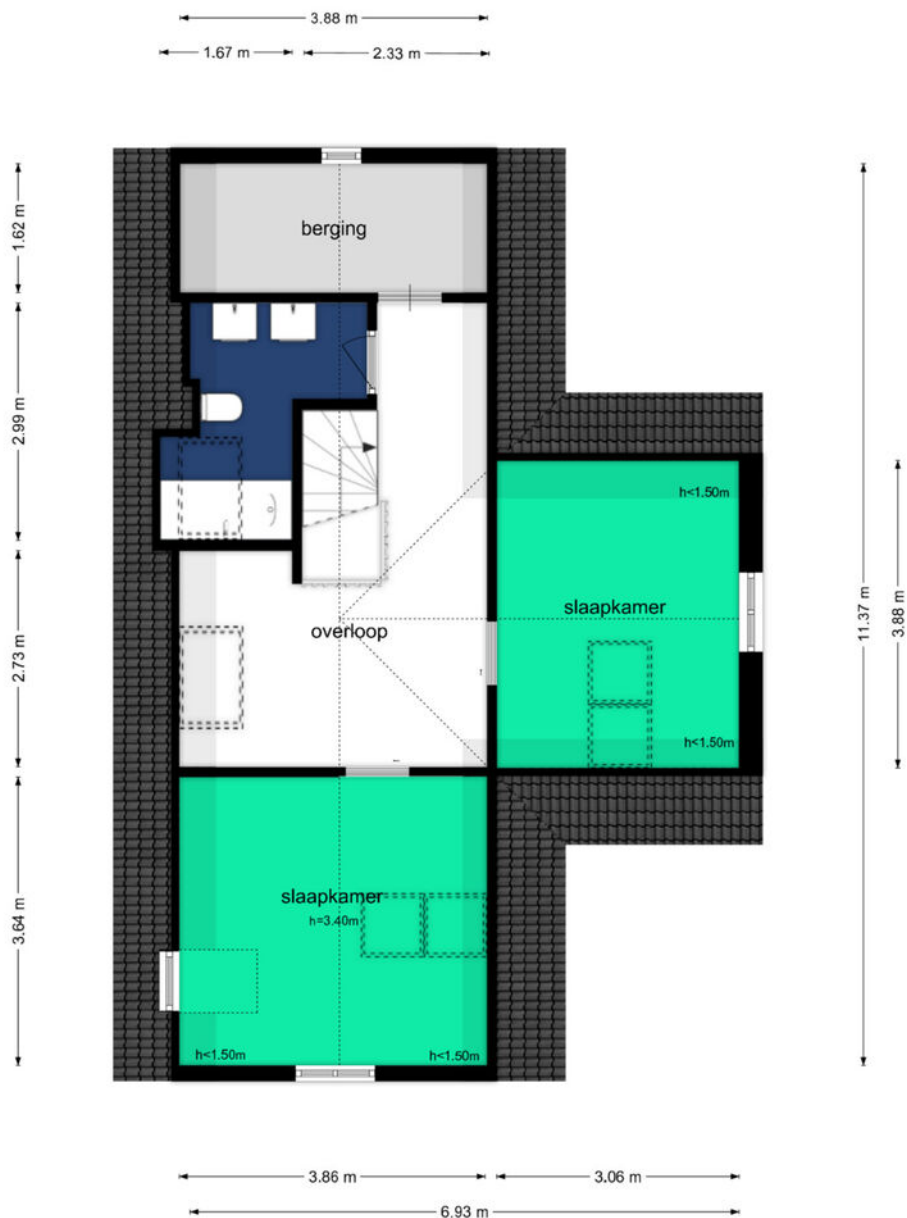 3.88 m
1.67 m
2.33 m
1.62 m
berging
2.99 m
h<1.50m
slaapkamer
11.37 m
3.88 m
overloop
2.73 m
h<1.50m
slaapkamer
h=3.40m
3.64 m
h<1.50m
h<1.50m
3.86 m
3.06 m
6.93 m